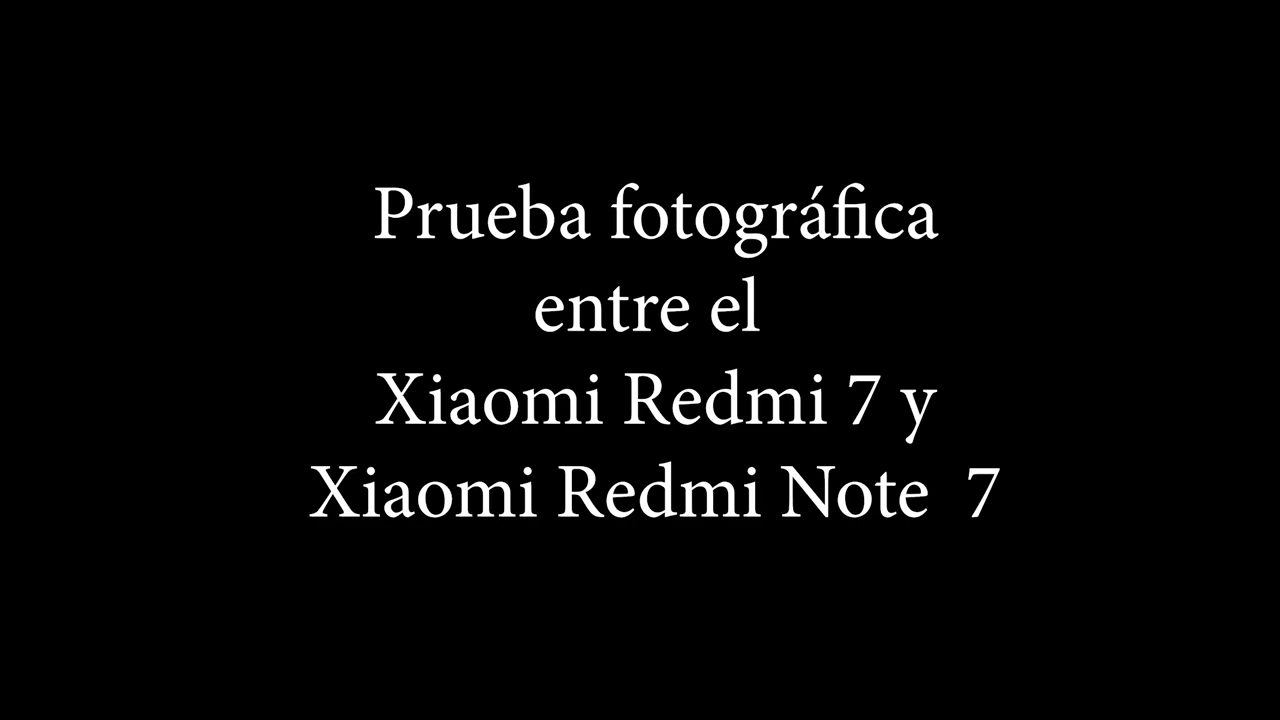 Prueba fotográfica
entre el
Xiaomi Redmi 7 y
Xiaomi Redmi Note  7